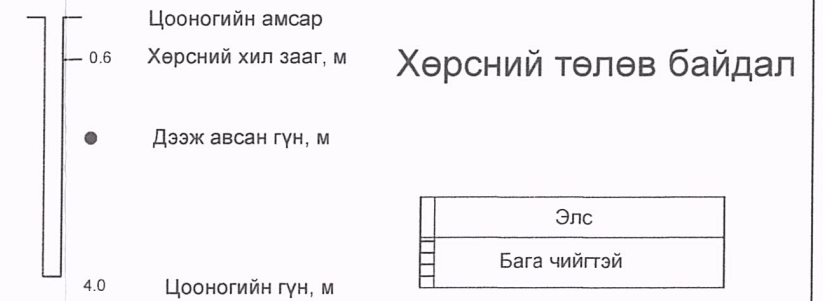 Цооногийн амсар
0.6 Хөрсний хил зааг, м
Хөрсний төлөв байдал
Дээж авсан гүн, м
Элс
Бага чийгтэй
4.0 Цооногийн гүн, м